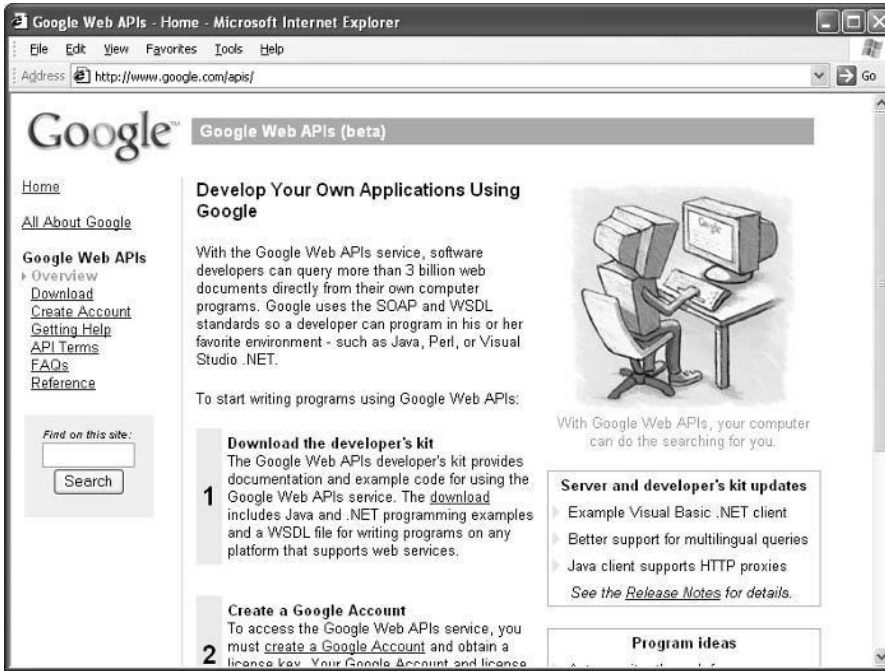 Google Web APIs - Home - Microsoft Internet Explorer
File Edit View Favorites Tools Help
Address http://www.google.com/apis/ Go
Google™
Google Web APIs (beta)
Home
All About Google
Google Web APIs
Overview
Download
Create Account
Getting Help
API Terms
FAQs
Reference
Find on this site:
Search
Develop Your Own Applications Using
Google
With the Google Web APIs service, software
developers can query more than 3 billion web
documents directly from their own computer
programs. Google uses the SOAP and WSDL
standards so a developer can program in his or her
favorite environment - such as Java, Perl, or Visual
Studio .NET.
To start writing programs using Google Web APIs:
1
Download the developer's kit
The Google Web APIs developer's kit provides
documentation and example code for using the
Google Web APIs service. The download
includes Java and .NET programming examples
and a WSDL file for writing programs on any
platform that supports web services.
2
Create a Google Account
To access the Google Web APIs service, you
must create a Google Account and obtain a
license key. Your Google Account and license
Google
With Google Web APIs, your computer
can do the searching for you.
Server and developer's kit updates
Example Visual Basic .NET client
Better support for multilingual queries
Java client supports HTTP proxies
See the Release Notes for details.
Program ideas